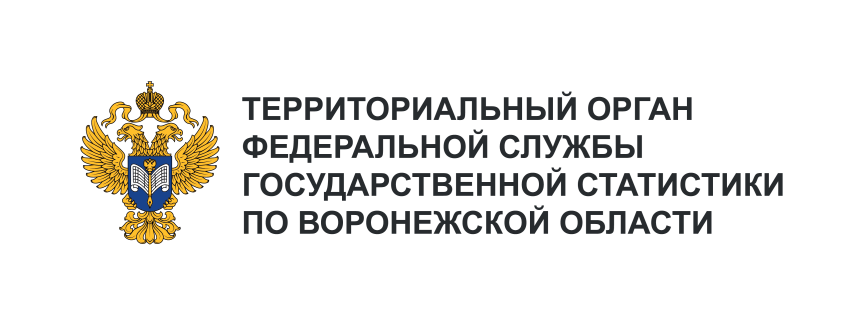 ТЕРРИТОРИАЛЬНЫЙ ОРГАН
ФЕДЕРАЛЬНОЙ СЛУЖБЫ
ГОСУДАРСТВЕННОЙ СТАТИСТИКИ
ПО ВОРОНЕЖСКОЙ ОБЛАСТИ